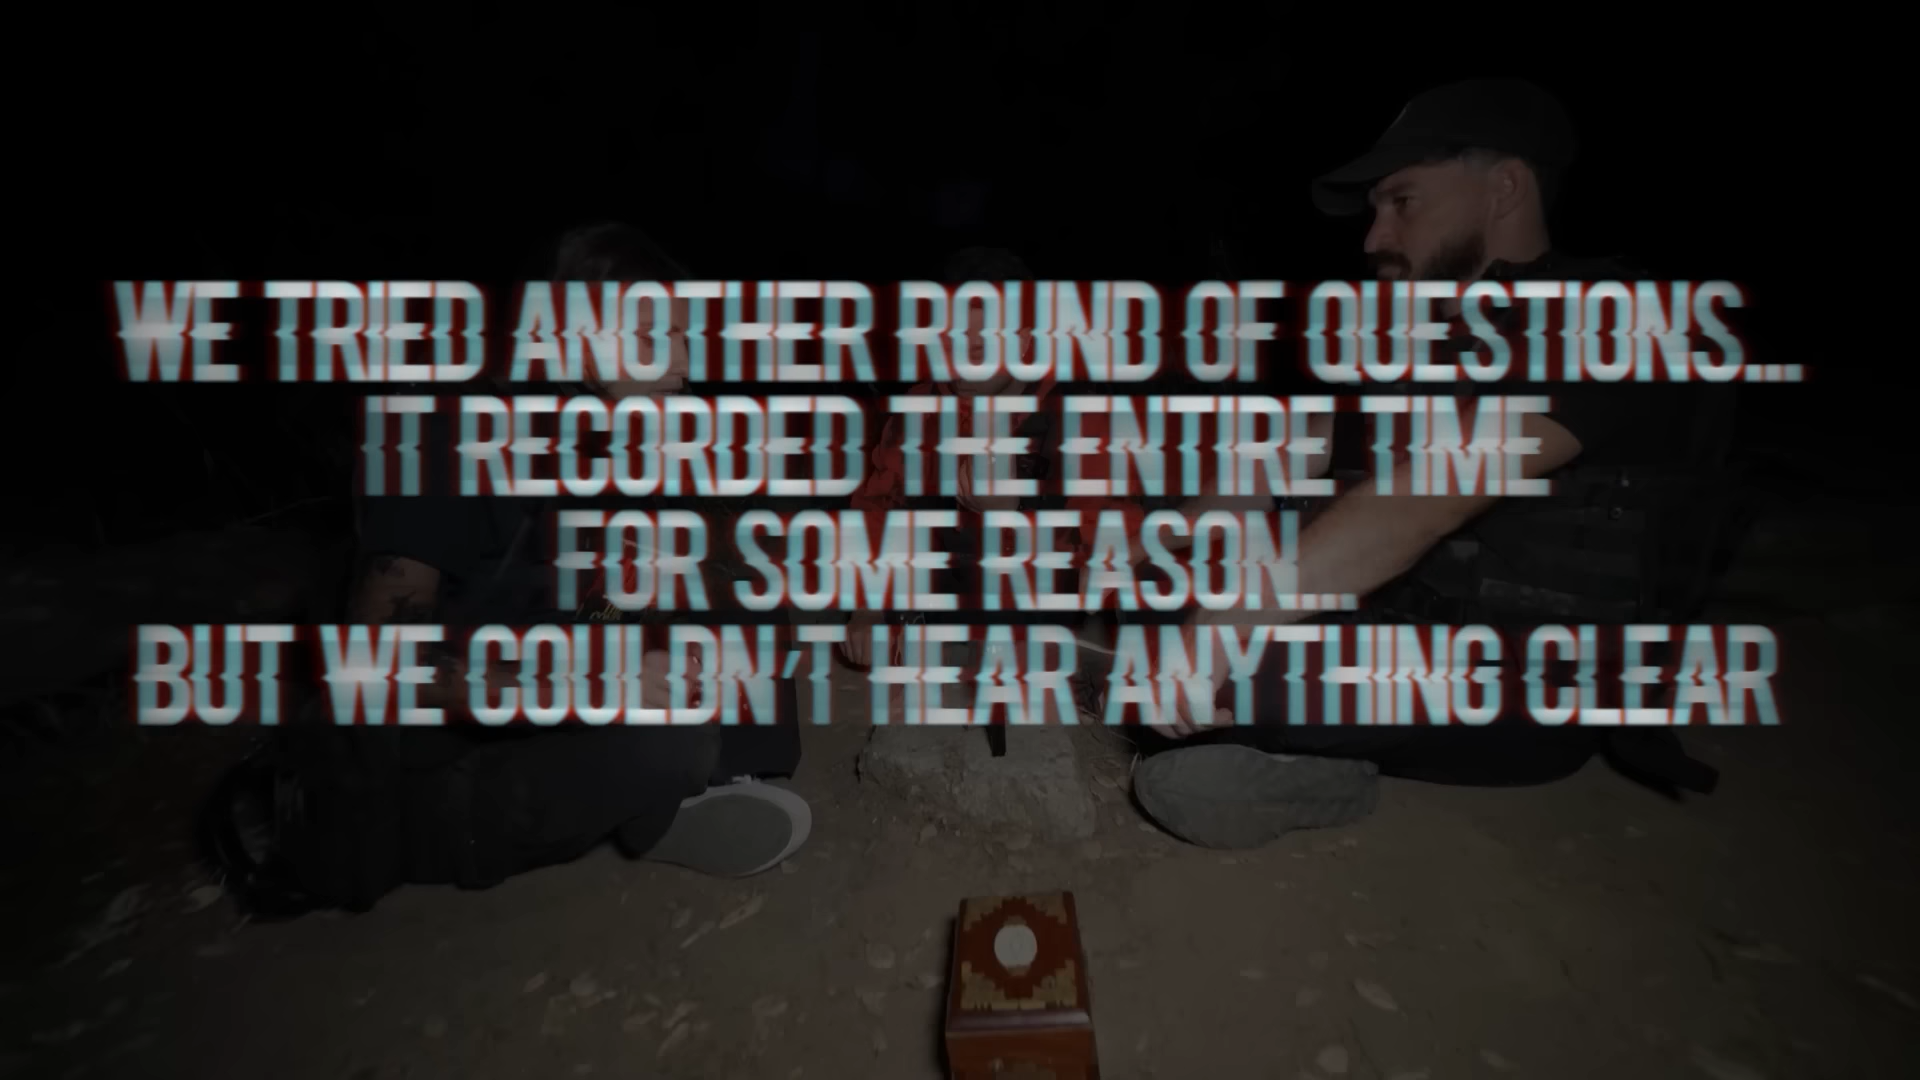 WE TRIED ANOTHER ROUND OF QUESTIONS...
IT RECORDED THE ENTIRE TIME
FOR SOME REASON...
BUT WE COULDN'T HEAR ANYTHING CLEAR